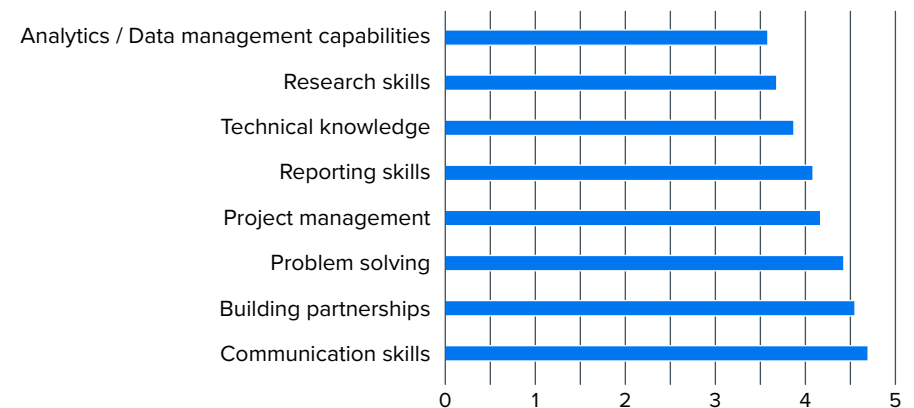 Analytics / Data management capabilities
Research skills
Technical knowledge
Reporting skills
Project management
Problem solving
Building partnerships
Communication skills
0 1 2 3 4 5